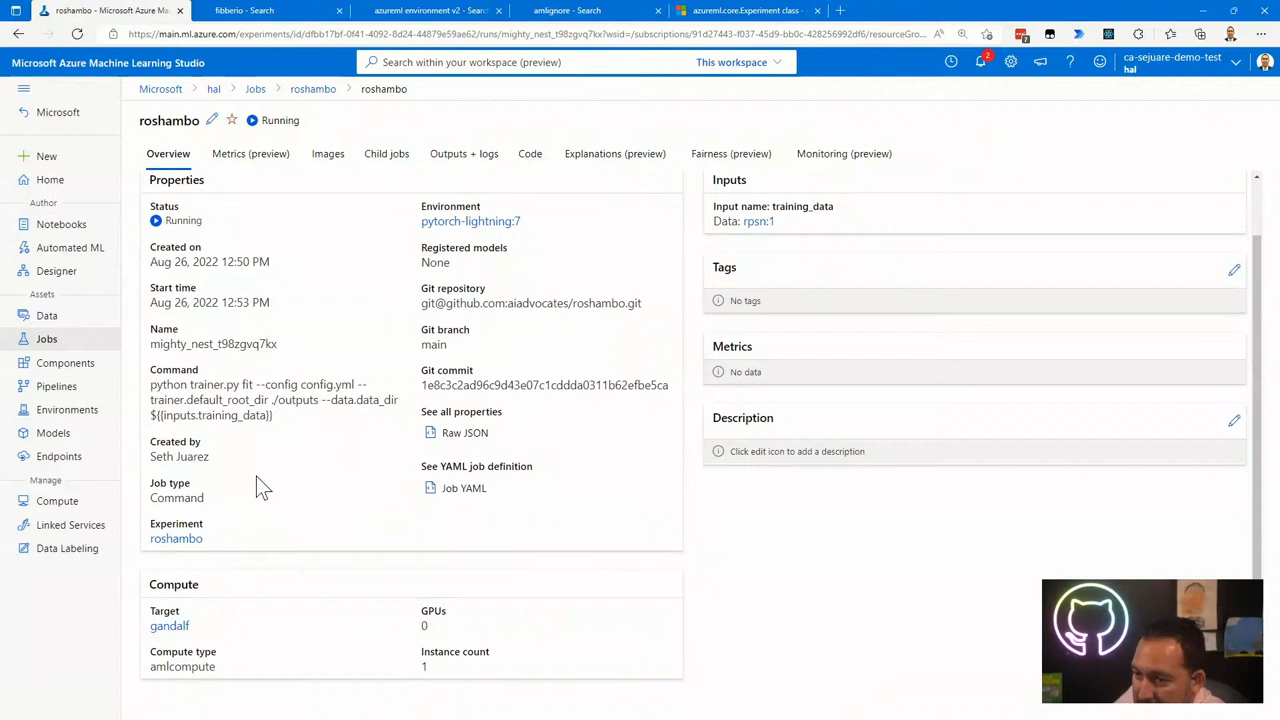 roshambo - Microsoft Azure Mach
fibberio - Search
azureml environment v2 - Search
amlignore - Search
azureml.core.Experiment class -
https://main.ml.azure.com/experiments/id/dfbb17bf-0f41-4092-8d24-44879e59ae62/runs/mighty_nest_t98zgvq7kx?wsid=/subscriptions/91d27443-f037-45d9-bb0c-428256992df6/resourceGro...
Microsoft Azure Machine Learning Studio
Search within your workspace (preview)
This workspace
2
ca-sejuare-demo-test
hal
Microsoft
hal
Jobs
roshambo
roshambo
Microsoft
New
Home
Author
Notebooks
Automated ML
Designer
Assets
Data
Jobs
Components
Pipelines
Environments
Models
Endpoints
Manage
Compute
Linked Services
Data Labeling
roshambo
Running
Overview
Metrics (preview)
Images
Child jobs
Outputs + logs
Code
Explanations (preview)
Fairness (preview)
Monitoring (preview)
Properties
Status
Running
Created on
Aug 26, 2022 12:50 PM
Start time
Aug 26, 2022 12:53 PM
Name
mighty_nest_t98zgvq7kx
Command
python trainer.py fit --config config.yml --
trainer.default_root_dir ./outputs --data.data_dir
${{inputs.training_data}}
Created by
Seth Juarez
Job type
Command
Experiment
roshambo
Environment
pytorch-lightning:7
Registered models
None
Git repository
git@github.com:aiadvocates/roshambo.git
Git branch
main
Git commit
1e8c3c2ad96c9d43e07c1cddda0311b62efbe5ca
See all properties
Raw JSON
See YAML job definition
Job YAML
Compute
Target
gandalf
Compute type
amlcompute
GPUs
0
Instance count
1
Inputs
Input name: training_data
Data: rpsn:1
Tags
No tags
Metrics
No data
Description
Click edit icon to add a description